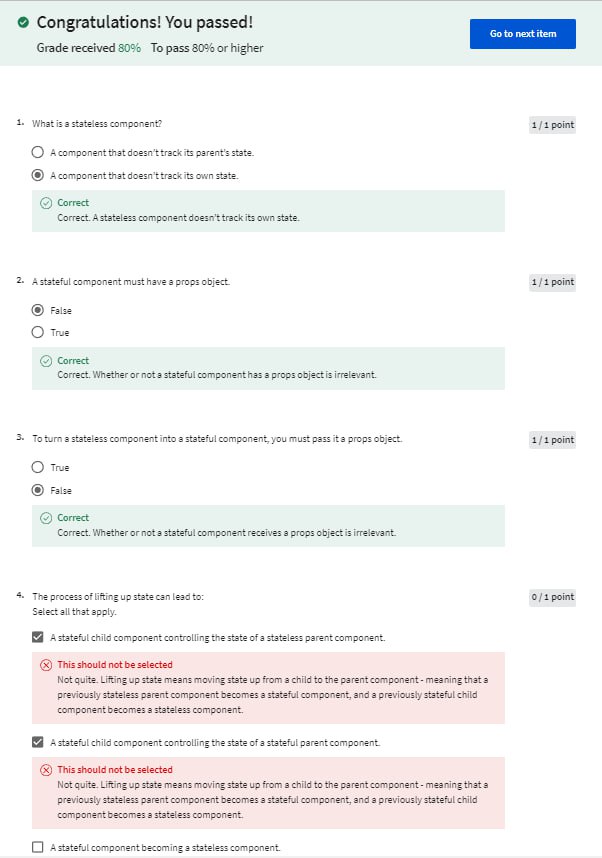 Congratulations! You passed!
Grade received 80% To pass 80% or higher
Go to next item
1. What is a stateless component?
1 / 1 point
A component that doesn't track its parent's state.
A component that doesn't track its own state.
Correct
Correct. A stateless component doesn't track its own state.
2. A stateful component must have a props object.
1 / 1 point
False
True
Correct
Correct. Whether or not a stateful component has a props object is irrelevant.
3. To turn a stateless component into a stateful component, you must pass it a props object.
1 / 1 point
True
False
Correct
Correct. Whether or not a stateful component receives a props object is irrelevant.
4. The process of lifting up state can lead to:
0 / 1 point
Select all that apply.
A stateful child component controlling the state of a stateless parent component.
This should not be selected
Not quite. Lifting up state means moving state up from a child to the parent component - meaning that a
previously stateless parent component becomes a stateful component, and a previously stateful child
component becomes a stateless component.
A stateful child component controlling the state of a stateful parent component.
This should not be selected
Not quite. Lifting up state means moving state up from a child to the parent component - meaning that a
previously stateless parent component becomes a stateful component, and a previously stateful child
component becomes a stateless component.
A stateful component becoming a stateless component.